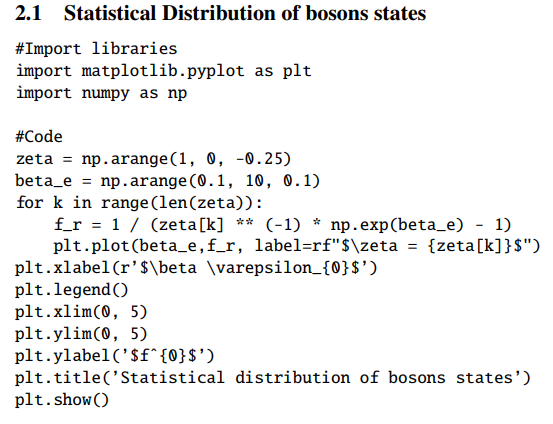 2.1 Statistical Distribution of bosons states
#Import libraries
import matplotlib.pyplot as plt
import numpy as np
#Code
zeta = np.arange(1, 0, -0.25)
beta_e = np.arange(0.1, 10, 0.1)
for k in range(len(zeta)):
    f_r = 1 / (zeta[k] ** (-1) * np.exp(beta_e) - 1)
    plt.plot(beta_e,f_r, label=rf"$\zeta = {zeta[k]}$")
plt.xlabel(r'$\beta \varepsilon_{0}$')
plt.legend()
plt.xlim(0, 5)
plt.ylim(0, 5)
plt.ylabel('$f^{0}$')
plt.title('Statistical distribution of bosons states')
plt.show()